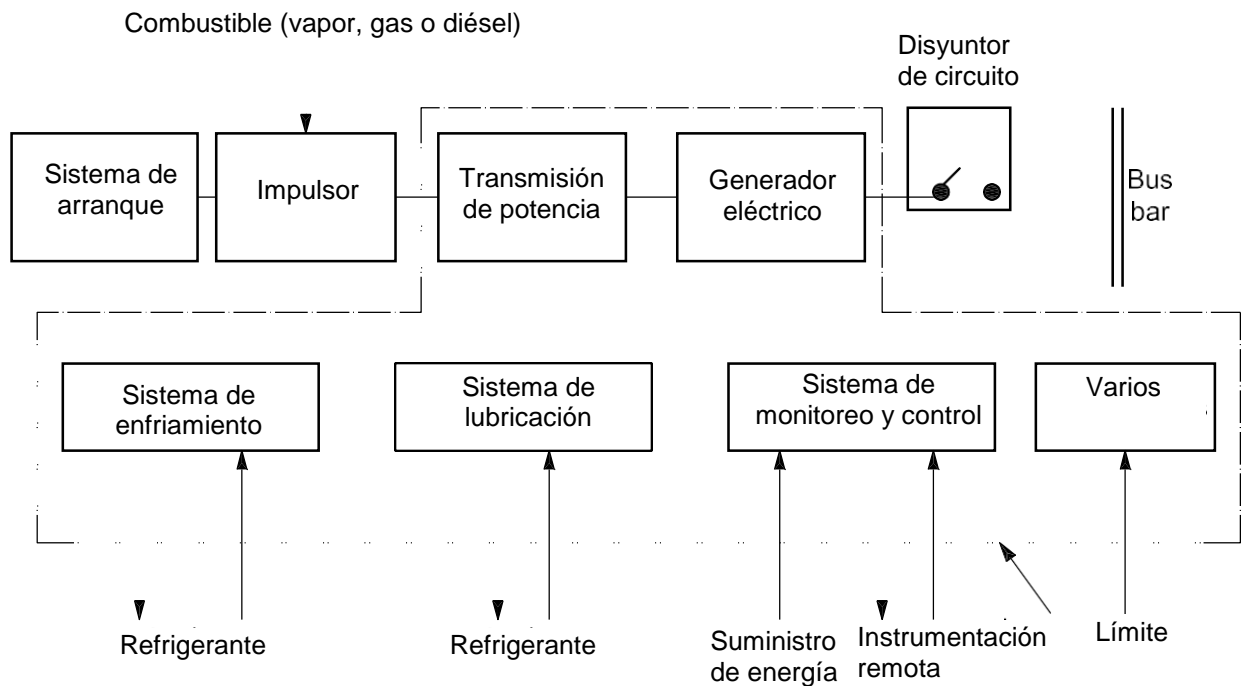 Combustible (vapor, gas o diésel)
Disyuntor
de circuito
Sistema de
arranque
Impulsor
Transmisión
de potencia
Generador
eléctrico
Bus
bar
Sistema de
enfriamiento
Sistema de
lubricación
Sistema de
monitoreo y control
Varios
Refrigerante
Refrigerante
Suministro
de energía
Instrumentación
remota
Límite